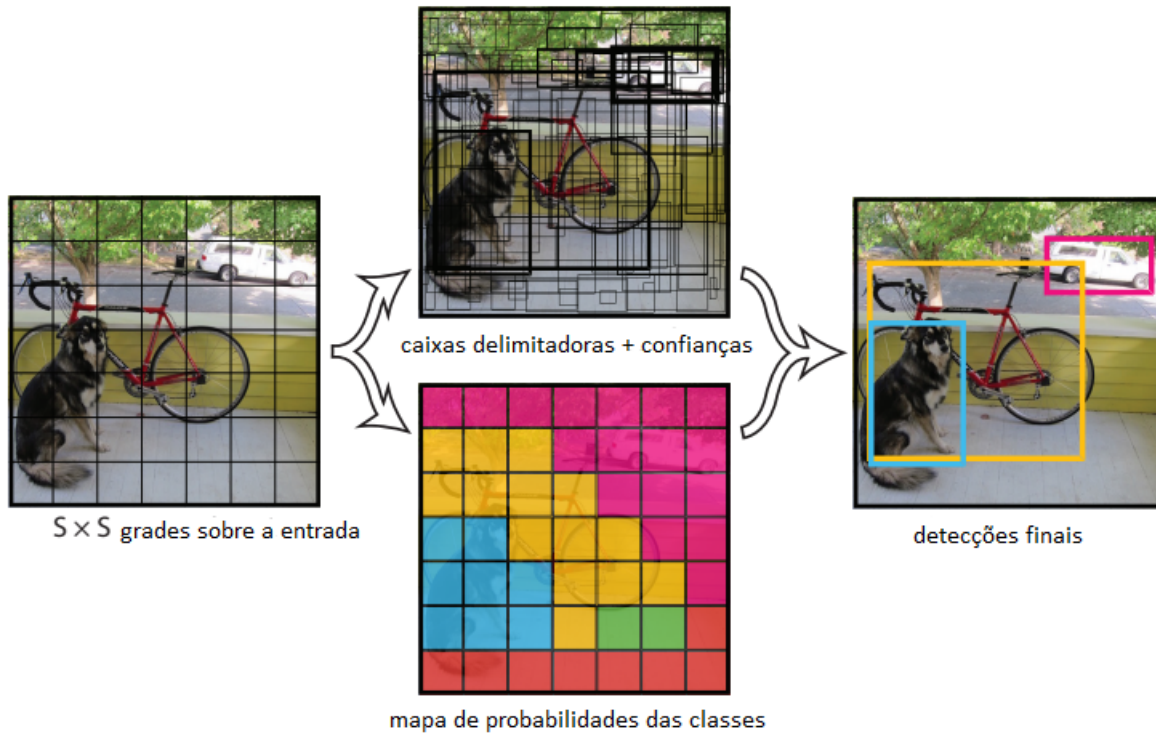 caixas delimitadoras + confianças
S × S grades sobre a entrada
detecções finais
mapa de probabilidades das classes